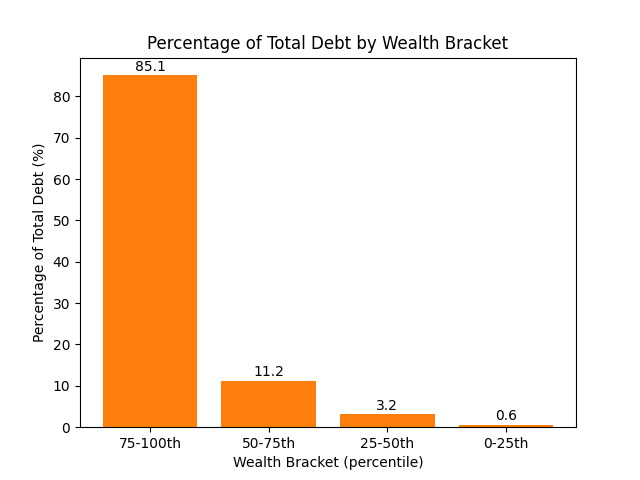 Percentage of Total Debt by Wealth Bracket
85.1
11.2
3.2
0.6
80
70
60
50
40
30
20
10
0
Percentage of Total Debt (%)
75-100th
50-75th
25-50th
0-25th
Wealth Bracket (percentile)